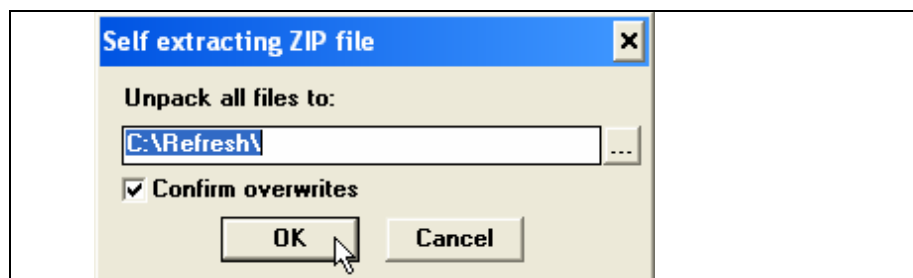 Self extracting ZIP file
Unpack all files to:
C:\Refresh\
...
Confirm overwrites
OK Cancel